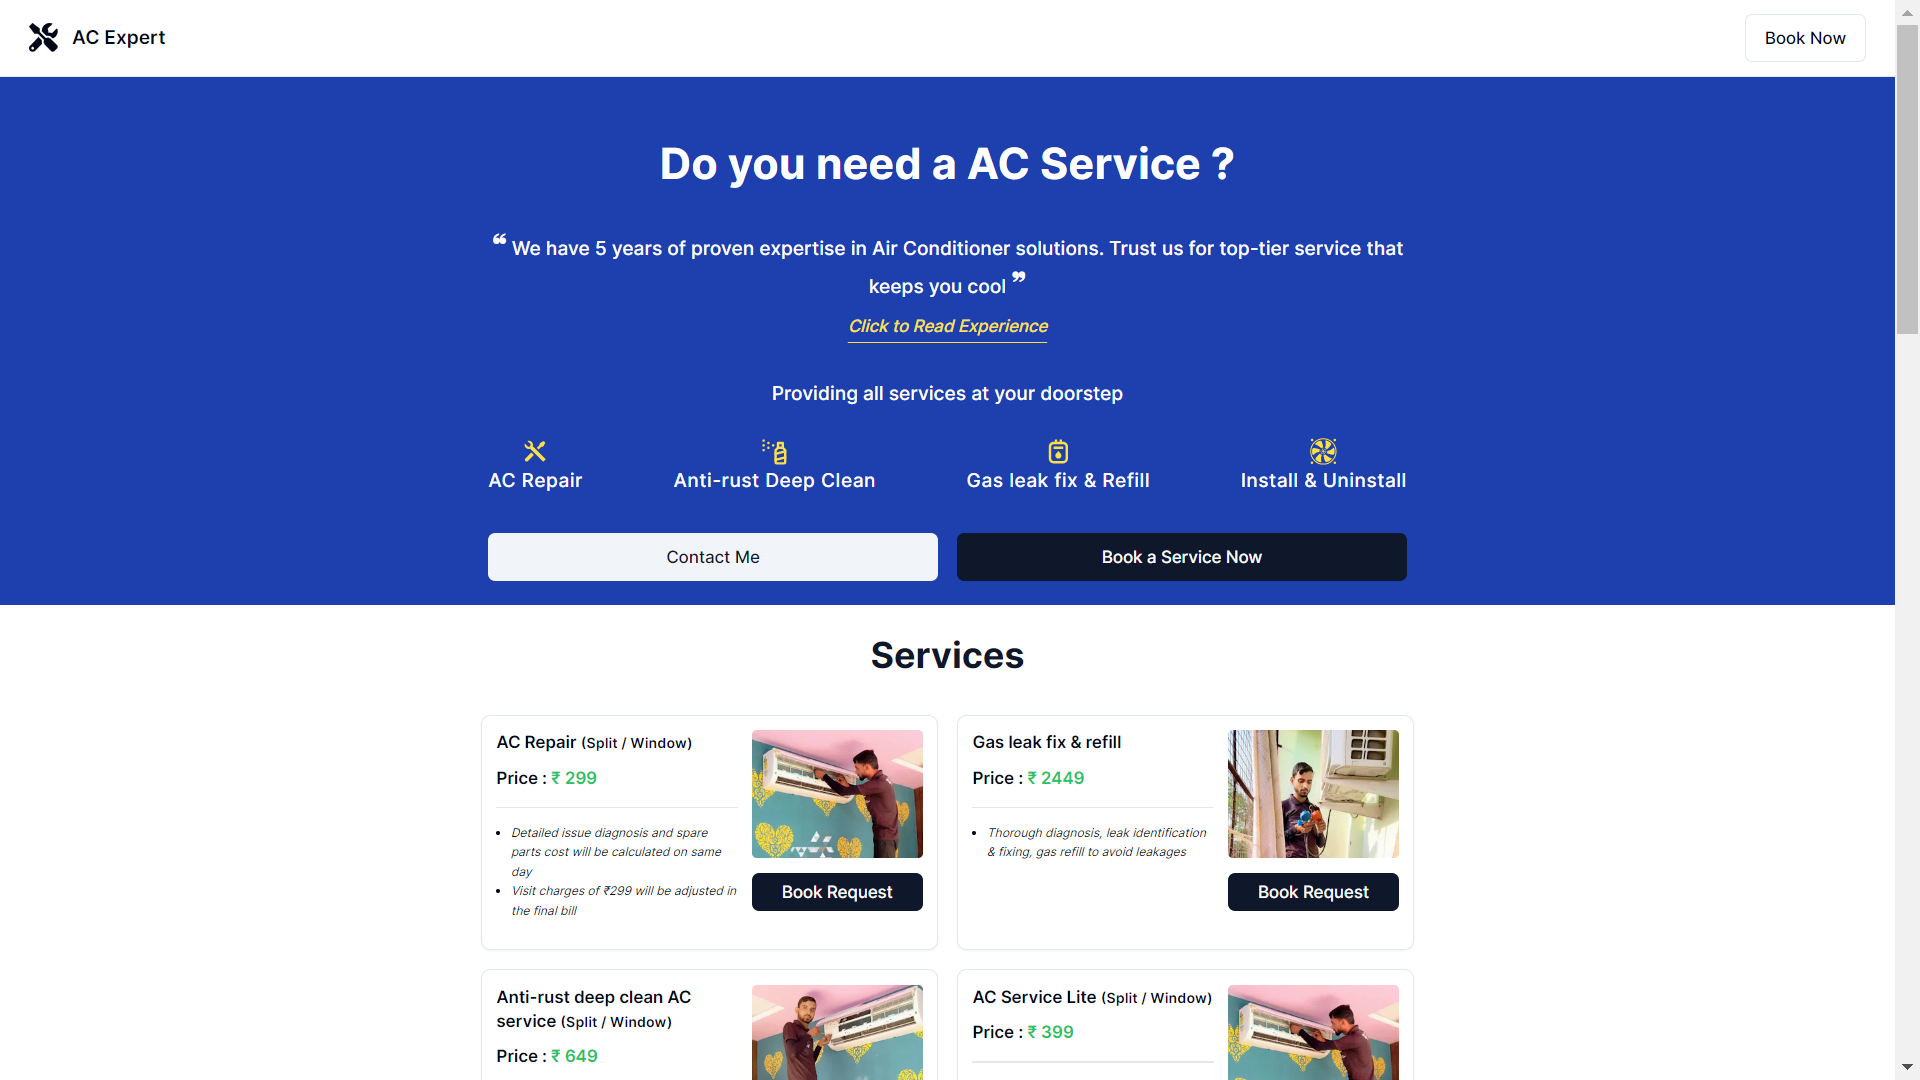 AC Expert
Book Now
Do you need a AC Service ?
❝ We have 5 years of proven expertise in Air Conditioner solutions. Trust us for top-tier service that
keeps you cool ❞
Click to Read Experience
Providing all services at your doorstep
AC Repair
Anti-rust Deep Clean
Gas leak fix & Refill
Install & Uninstall
Contact Me
Book a Service Now
Services
AC Repair (Split / Window)
Price : ₹ 299
• Detailed issue diagnosis and spare
parts cost will be calculated on same
day
• Visit charges of ₹299 will be adjusted in
the final bill
Book Request
Gas leak fix & refill
Price : ₹ 2449
• Thorough diagnosis, leak identification
& fixing, gas refill to avoid leakages
Book Request
Anti-rust deep clean AC
service (Split / Window)
Price : ₹ 649
AC Service Lite (Split / Window)
Price : ₹ 399